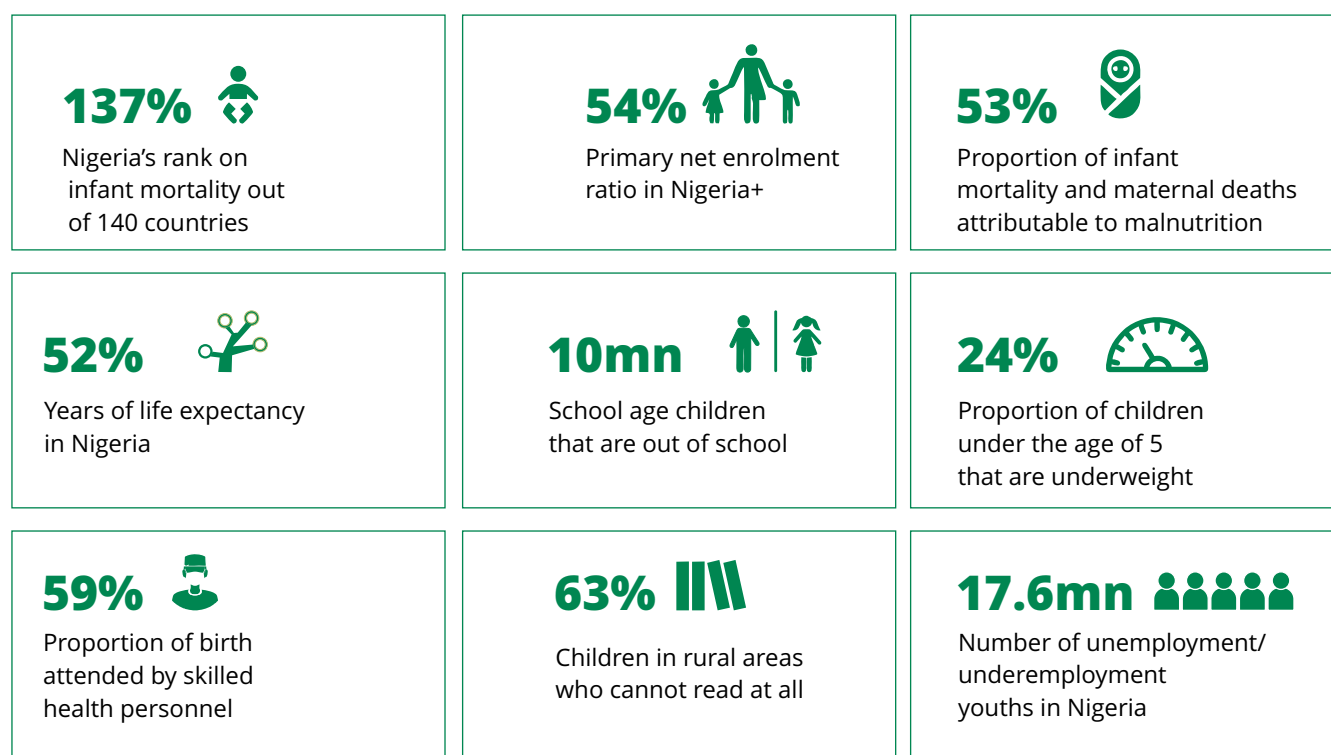 137%
Nigeria’s rank on
infant mortality out
of 140 countries
54%
Primary net enrolment
ratio in Nigeria+
53%
Proportion of infant
mortality and maternal deaths
attributable to malnutrition
52%
Years of life expectancy
in Nigeria
10mn
School age children
that are out of school
24%
Proportion of children
under the age of 5
that are underweight
59%
Proportion of birth
attended by skilled
health personnel
63%
Children in rural areas
who cannot read at all
17.6mn
Number of unemployment/
underemployment
youths in Nigeria